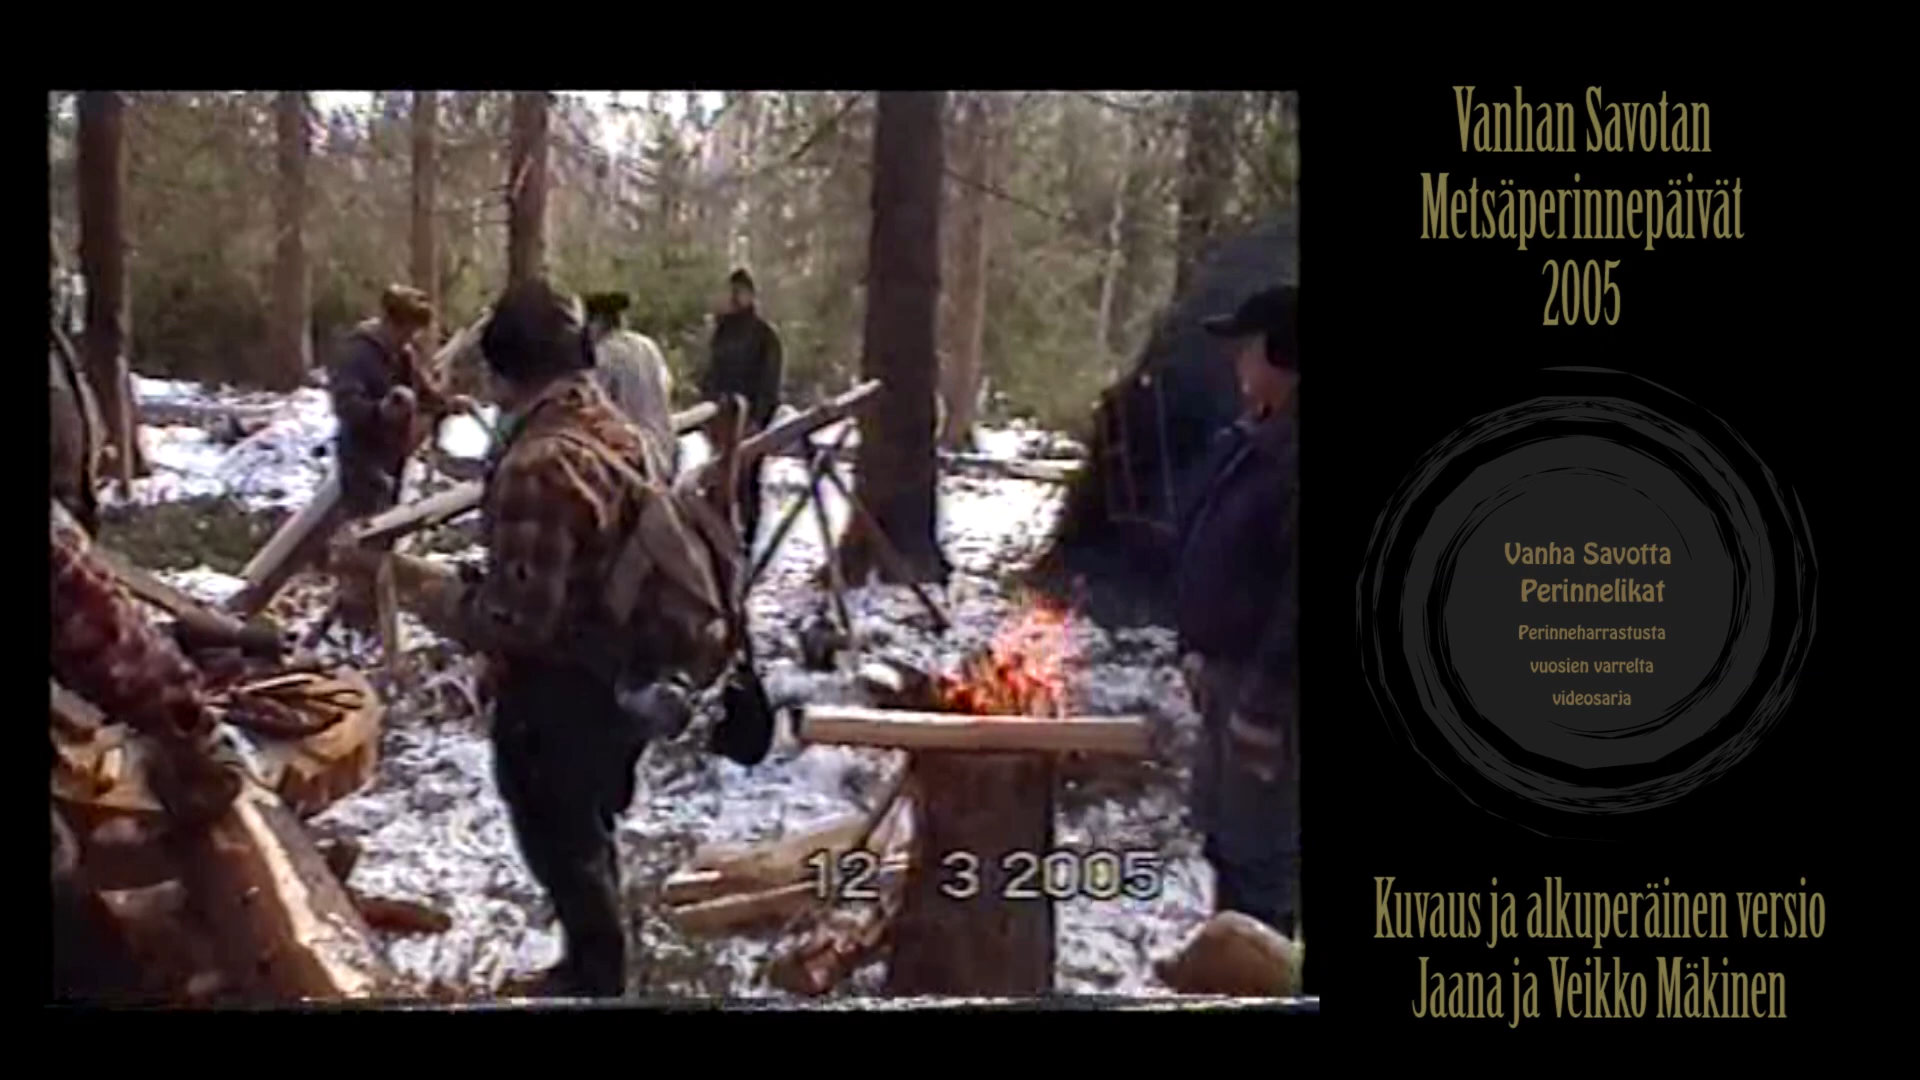 Vanhan Savotan
Metsäperinnepäivät
2005
Vanha Savotta
Perinnelikat
Perinneharrastusta
vuosien varrelta
videosarja
12 3 2005
Kuvaus ja alkuperäinen versio
Jaana ja Veikko Mäkinen